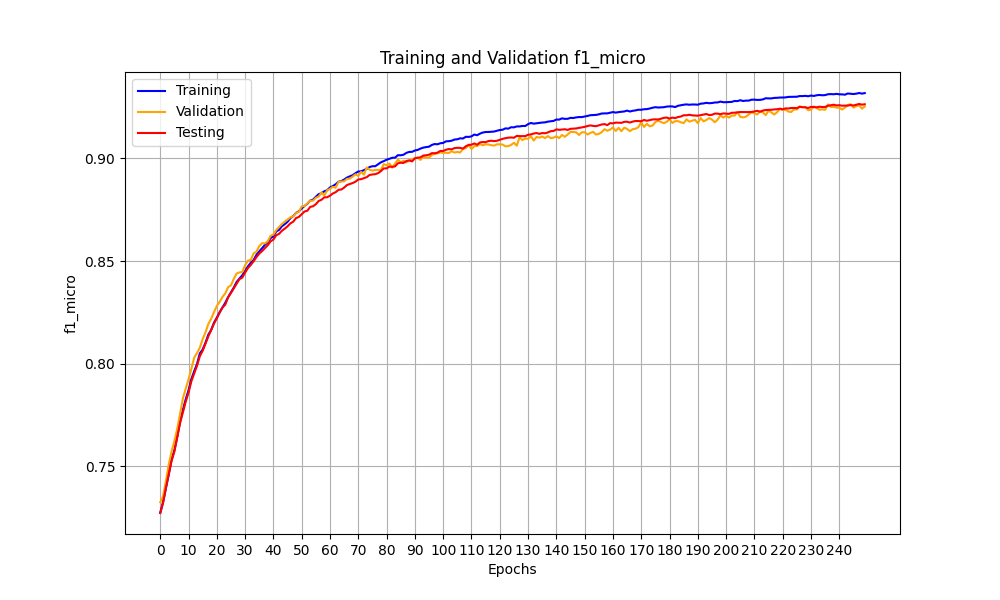 Training and Validation f1_micro
Training
Validation
Testing
0.90
0.85
0.80
0.75
f1_micro
0 10 20 30 40 50 60 70 80 90 100 110 120 130 140 150 160 170 180 190 200 210 220 230 240
Epochs